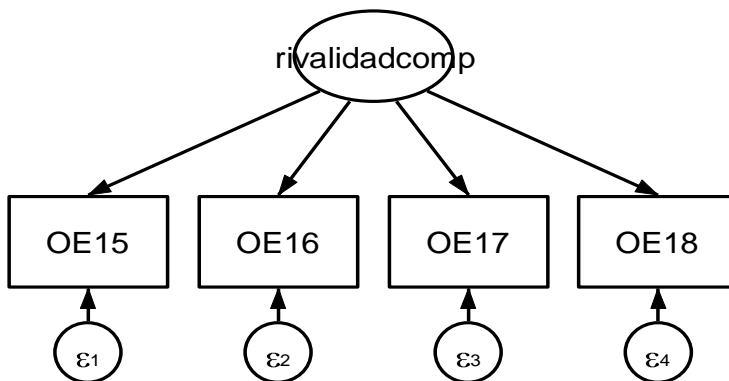 rivalidadcomp
OE15 OE16 OE17 OE18
ε1 ε2 ε3 ε4